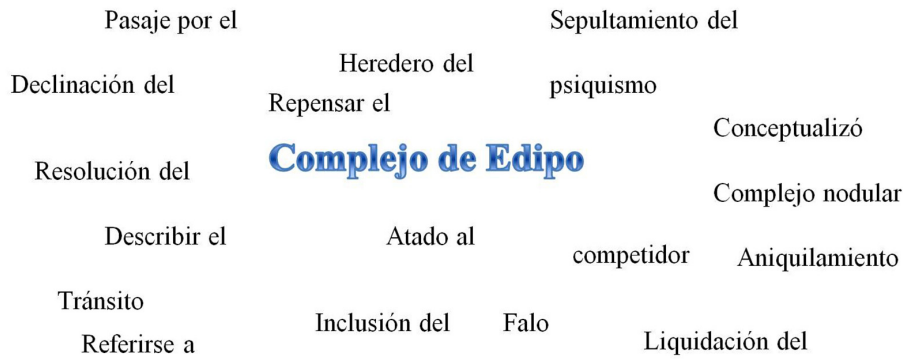 Pasaje por el
Sepultamiento del
Heredero del
Declinación del
psiquismo
Repensar el
Conceptualizó
Complejo de Edipo
Resolución del
Complejo nodular
Describir el
Atado al
competidor
Aniquilamiento
Tránsito
Inclusión del
Falo
Referirse a
Liquidación del